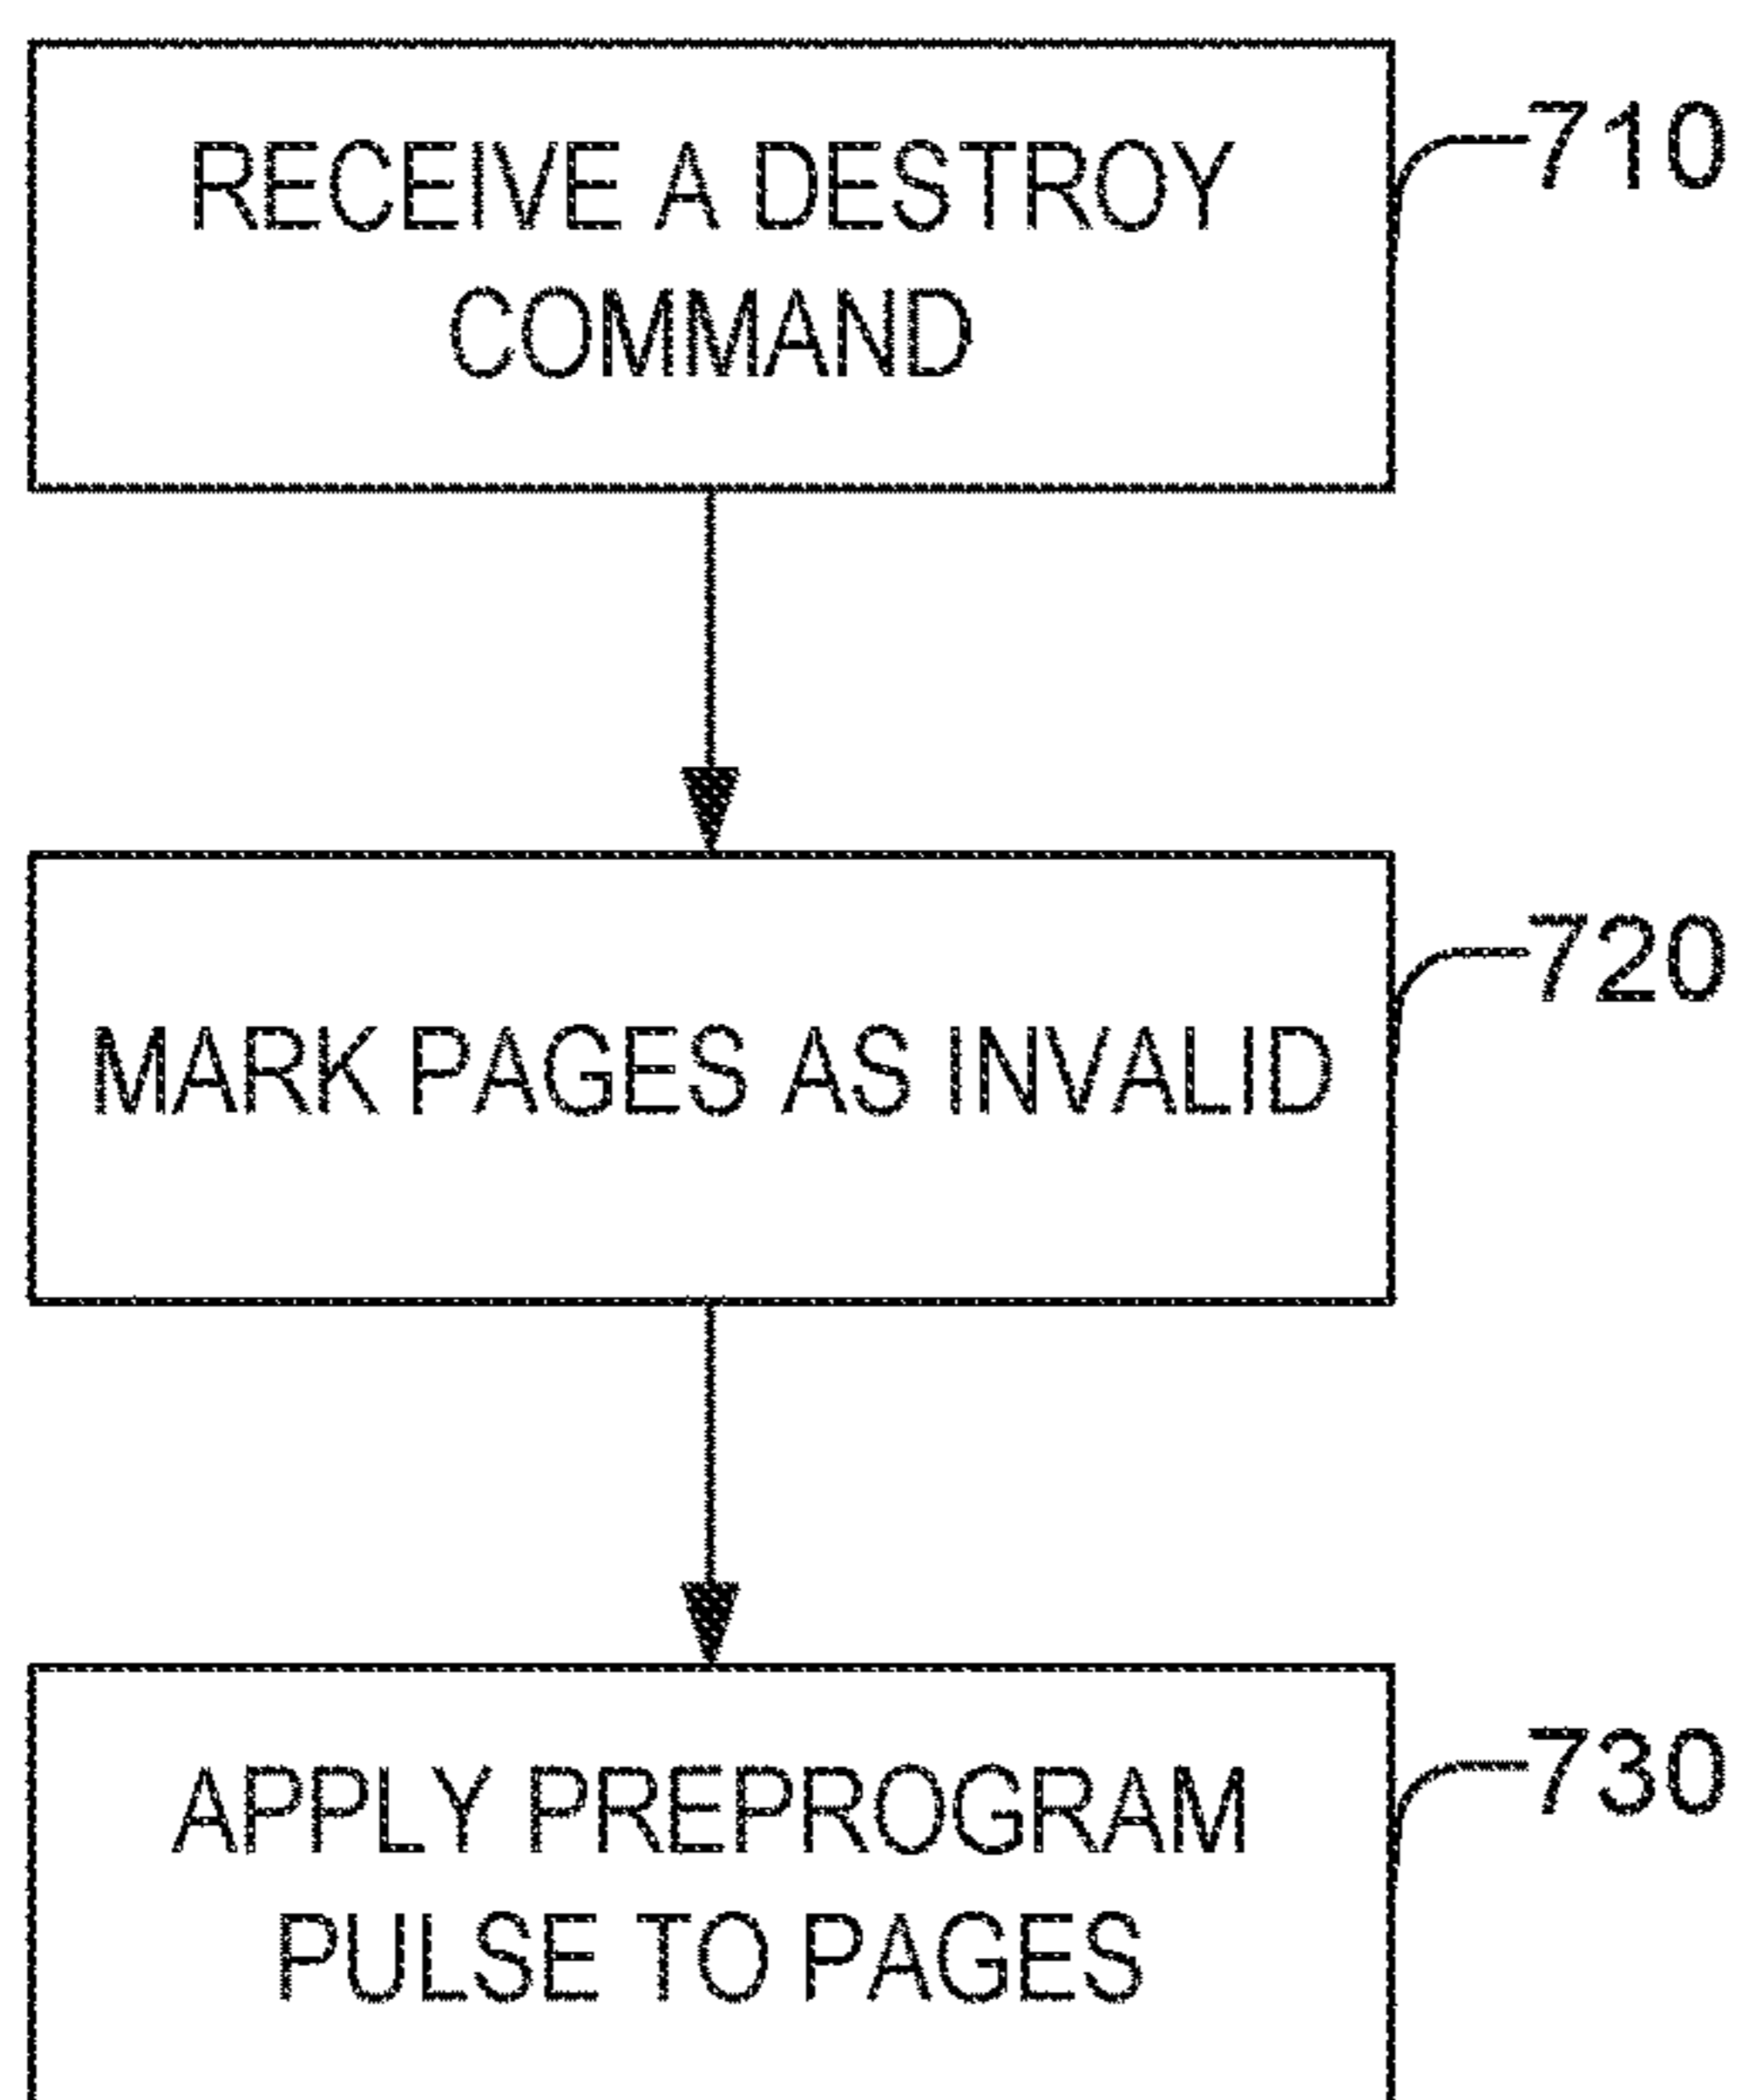 RECEIVE A DESTROY
COMMAND
710
MARK PAGES AS INVALID
720
APPLY PREPROGRAM
PULSE TO PAGES
730